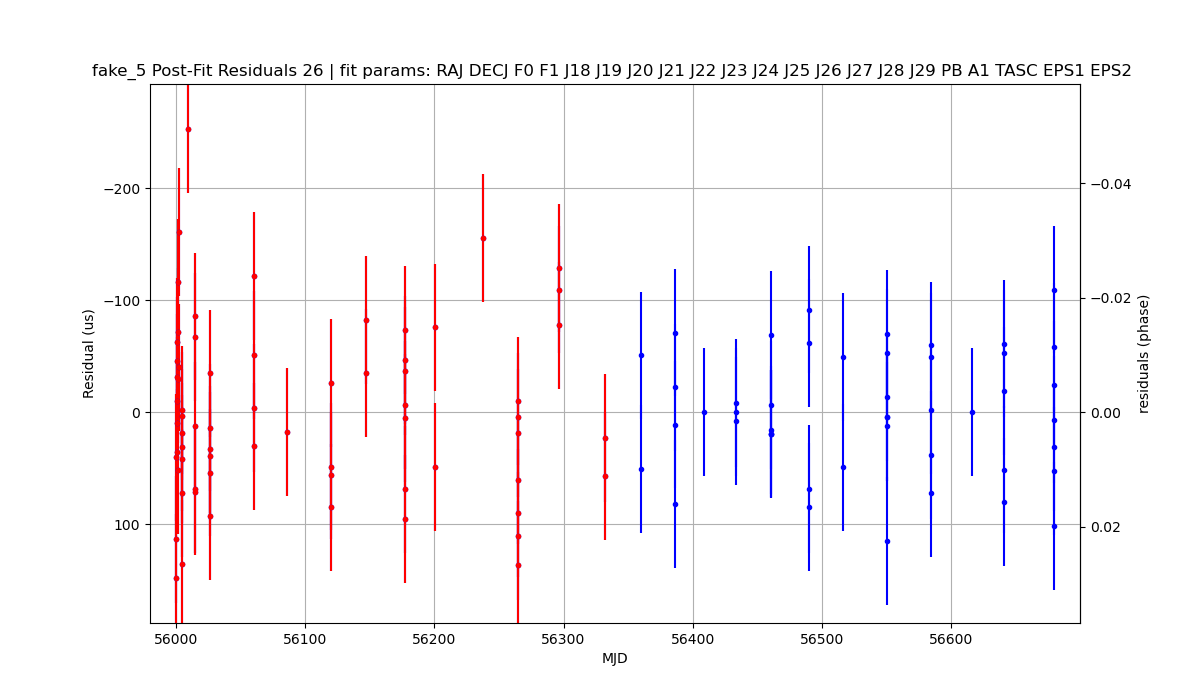 fake_5 Post-Fit Residuals 26 | fit params: RAJ DECJ F0 F1 J18 J19 J20 J21 J22 J23 J24 J25 J26 J27 J28 J29 PB A1 TASC EPS1 EPS2
−200
−100
0
100
Residual (us)
−0.04
−0.02
0.00
0.02
residuals (phase)
56000 56100 56200 56300 56400 56500 56600
MJD